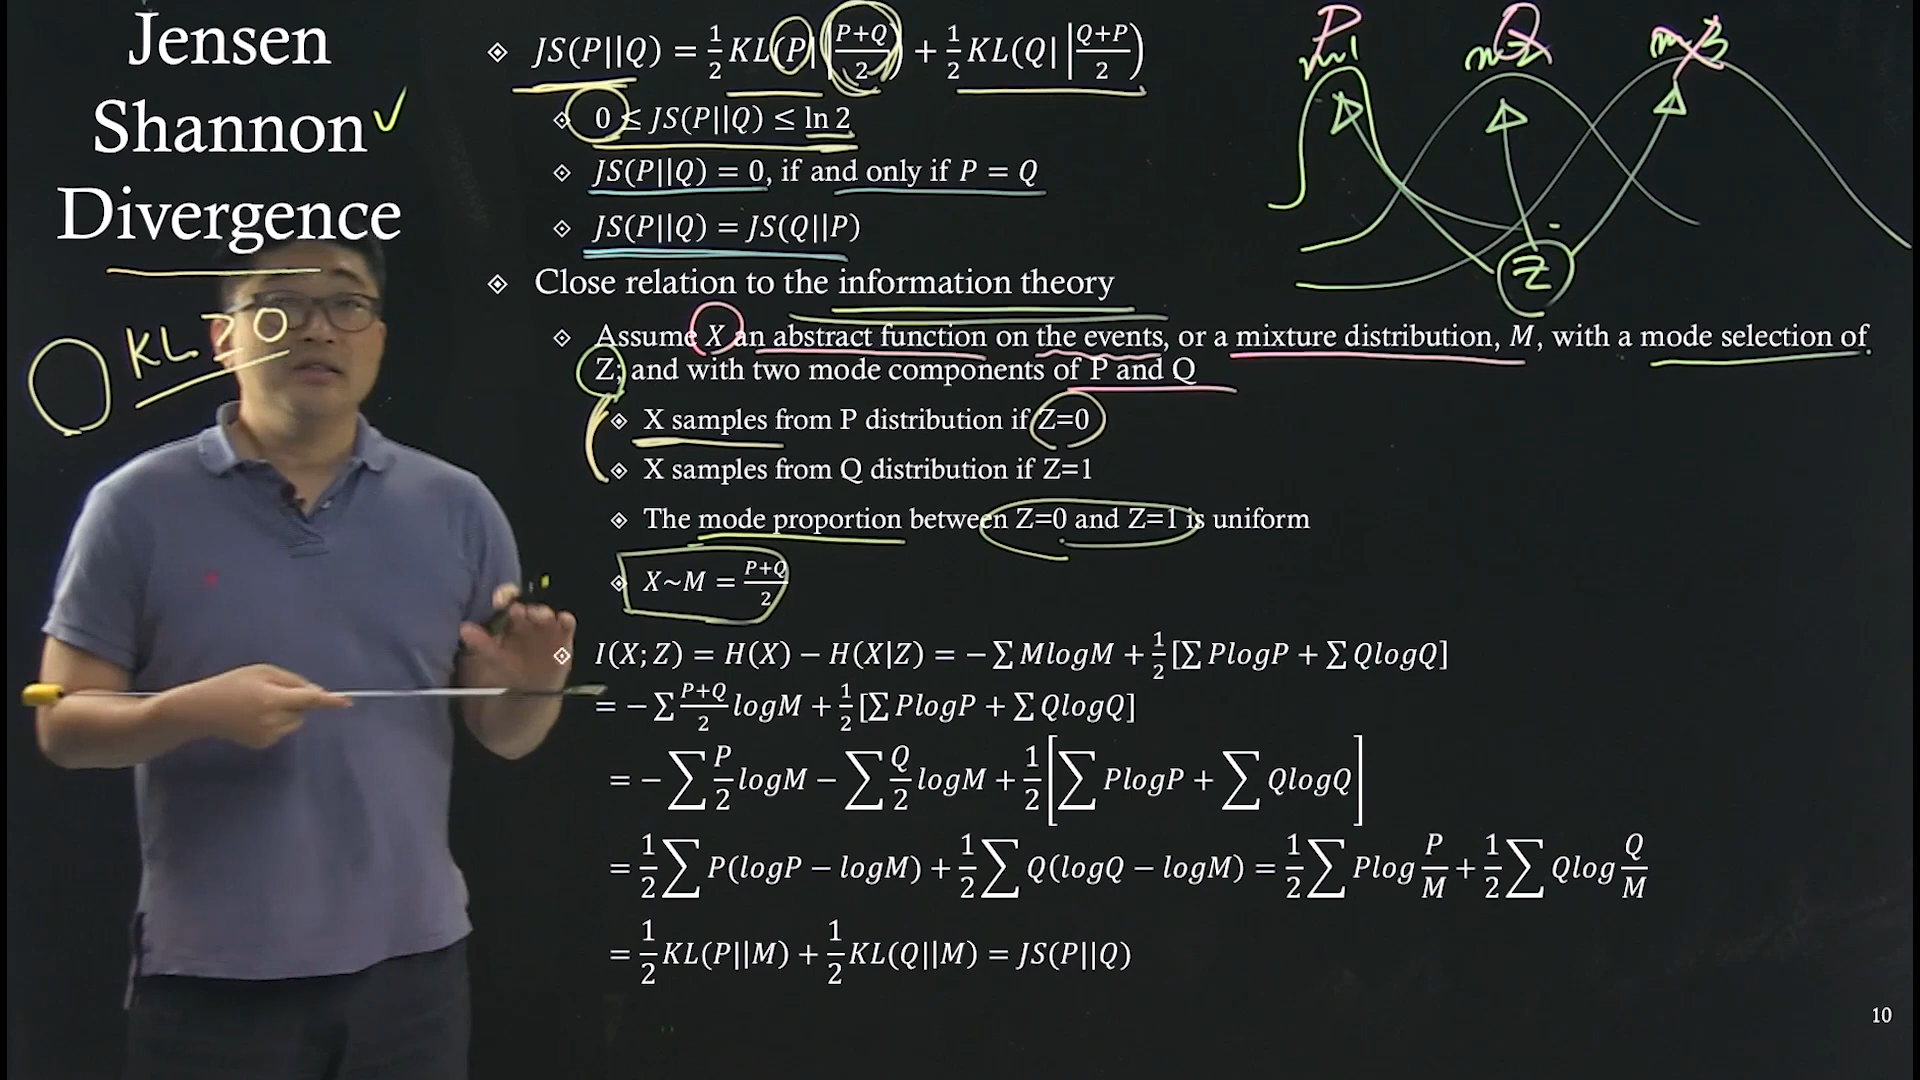 Jensen
Shannon
Divergence
JS(P||Q) = 1/2 KL(P||P+Q/2) + 1/2 KL(Q||Q+P/2)
0 ≤ JS(P||Q) ≤ ln 2
JS(P||Q) = 0, if and only if P = Q
JS(P||Q) = JS(Q||P)
Close relation to the information theory
Assume X an abstract function on the events, or a mixture distribution, M, with a mode selection of
Z; and with two mode components of P and Q
X samples from P distribution if Z=0
X samples from Q distribution if Z=1
The mode proportion between Z=0 and Z=1 is uniform
X~M = P+Q/2
I(X; Z) = H(X) − H(X|Z) = − ∑ MlogM + 1/2 [∑ PlogP + ∑ QlogQ]
= − ∑ P+Q/2 logM + 1/2 [∑ PlogP + ∑ QlogQ]
= − ∑ P/2 logM − ∑ Q/2 logM + 1/2 [∑ PlogP + ∑ QlogQ]
= 1/2 ∑ P(logP − logM) + 1/2 ∑ Q(logQ − logM) = 1/2 ∑ Plog P/M + 1/2 ∑ Qlog Q/M
= 1/2 KL(P||M) + 1/2 KL(Q||M) = JS(P||Q)
KL ≥ 0
P Q
Z
10